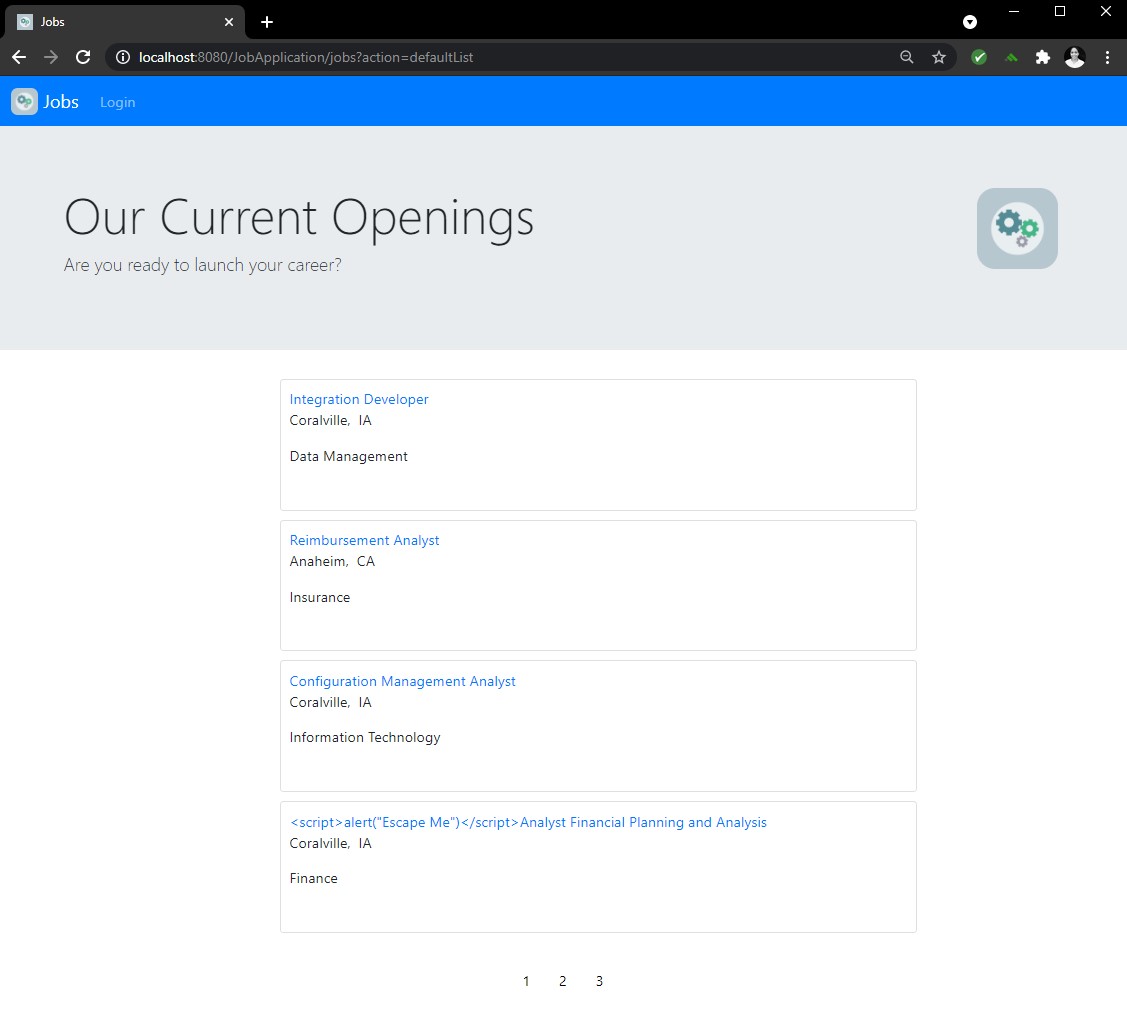 Jobs
localhost:8080/JobApplication/jobs?action=defaultList
Jobs Login
Our Current Openings
Are you ready to launch your career?
Integration Developer
Coralville, IA
Data Management
Reimbursement Analyst
Anaheim, CA
Insurance
Configuration Management Analyst
Coralville, IA
Information Technology
<script>alert("Escape Me")</script>Analyst Financial Planning and Analysis
Coralville, IA
Finance
1 2 3